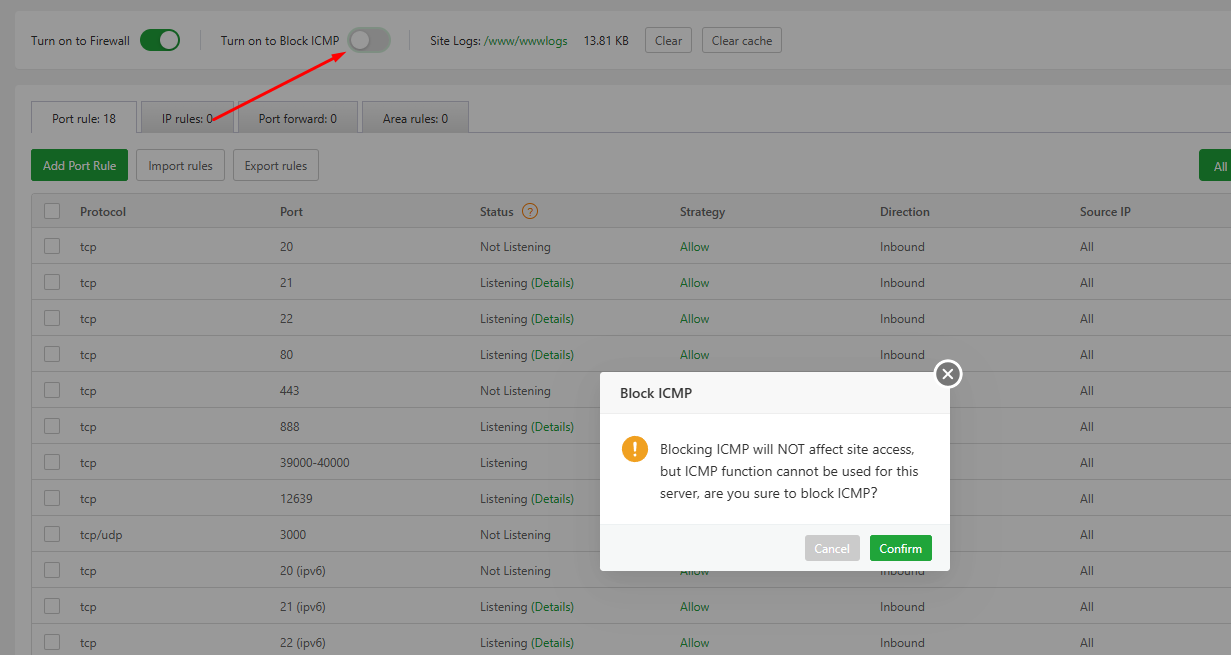 Turn on to Firewall Turn on to Block ICMP Site Logs: /www/wwwlogs 13.81 KB Clear Clear cache
Port rule: 18 IP rules: 0 Port forward: 0 Area rules: 0
Add Port Rule Import rules Export rules All
Protocol Port Status ? Strategy Direction Source IP
tcp 20 Not Listening Allow Inbound All
tcp 21 Listening (Details) Allow Inbound All
tcp 22 Listening (Details) Allow Inbound All
tcp 80 Listening (Details) Allow Inbound All
tcp 443 Not Listening All
tcp 888 Listening (Details) All
tcp 39000-40000 Listening All
tcp 12639 Listening (Details) All
tcp/udp 3000 Not Listening All
tcp 20 (ipv6) Not Listening Allow Inbound All
tcp 21 (ipv6) Listening (Details) Allow Inbound All
tcp 22 (ipv6) Listening (Details) Allow Inbound All
Block ICMP
Blocking ICMP will NOT affect site access,
but ICMP function cannot be used for this
server, are you sure to block ICMP?
Cancel Confirm